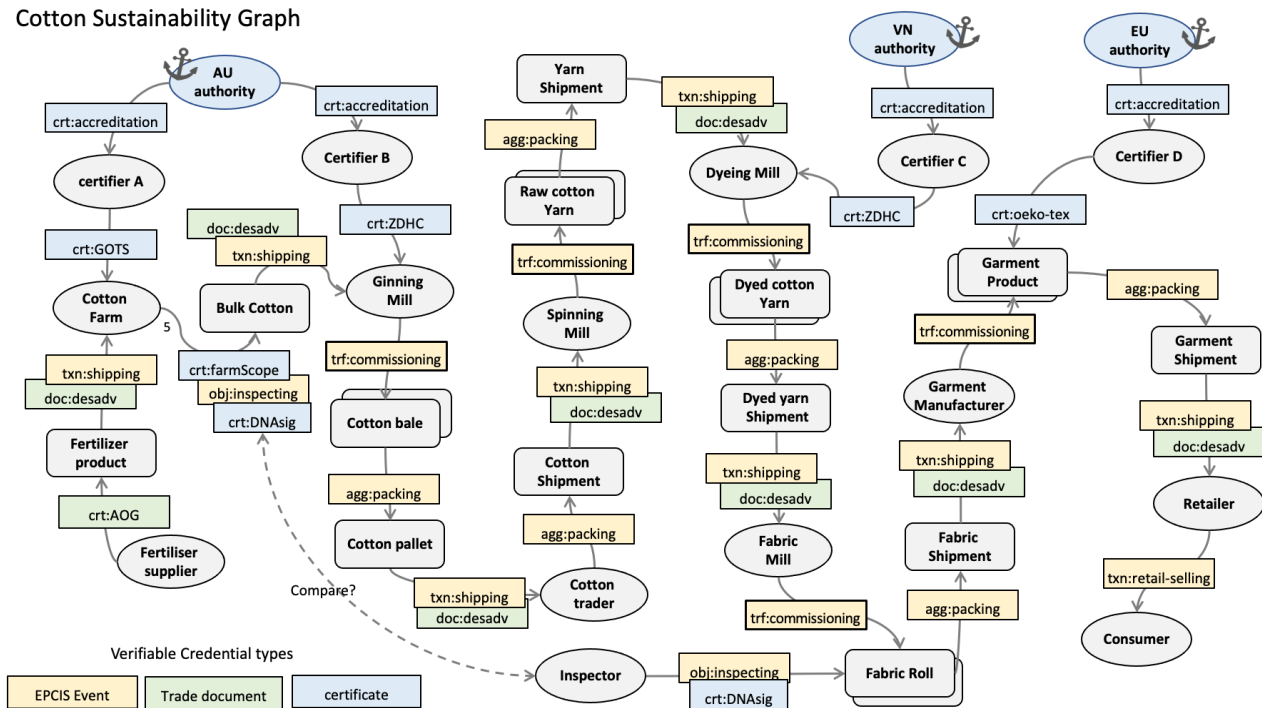 Cotton Sustainability Graph
AU
authority
crt:accreditation
crt:accreditation
certifier A
Certifier B
crt:GOTS
doc:desadv
txn:shipping
crt:ZDHC
Cotton
Farm
5
Bulk Cotton
Ginning
Mill
crt:farmScope
obj:inspecting
crt:DNAsig
txn:shipping
doc:desadv
Fertilizer
product
crt:AOG
Fertiliser
supplier
trf:commissioning
Cotton bale
agg:packing
Cotton pallet
txn:shipping
doc:desadv
Compare?
Cotton
trader
agg:packing
Cotton
Shipment
txn:shipping
doc:desadv
Spinning
Mill
trf:commissioning
Raw cotton
Yarn
agg:packing
Yarn
Shipment
txn:shipping
doc:desadv
Dyeing Mill
VN
authority
crt:accreditation
Certifier C
crt:ZDHC
trf:commissioning
Dyed cotton
Yarn
agg:packing
Dyed yarn
Shipment
txn:shipping
doc:desadv
Fabric
Mill
trf:commissioning
Inspector
obj:inspecting
crt:DNAsig
Fabric Roll
agg:packing
Fabric
Shipment
txn:shipping
doc:desadv
Garment
Manufacturer
trf:commissioning
Garment
Product
EU
authority
crt:accreditation
Certifier D
crt:oeko-tex
agg:packing
Garment
Shipment
txn:shipping
doc:desadv
Retailer
txn:retail-selling
Consumer
Verifiable Credential types
EPCIS Event
Trade document
certificate